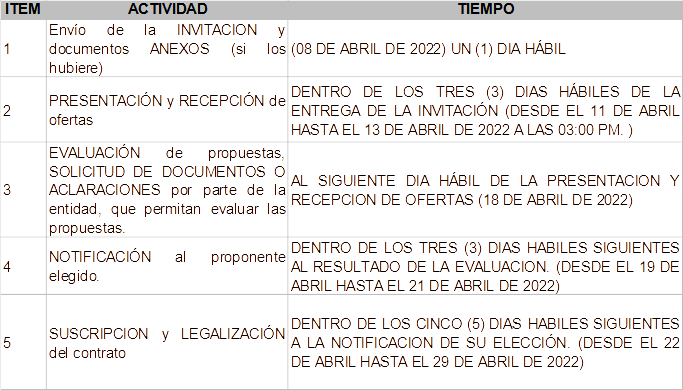 ITEM ACTIVIDAD TIEMPO
1
Envío de la INVITACION y
documentos ANEXOS (si los
hubiere)
(08 DE ABRIL DE 2022) UN (1) DIA HÁBIL
2
PRESENTACIÓN y RECEPCIÓN de
ofertas
DENTRO DE LOS TRES (3) DIAS HÁBILES DE LA
ENTREGA DE LA INVITACIÓN (DESDE EL 11 DE ABRIL
HASTA EL 13 DE ABRIL DE 2022 A LAS 03:00 PM. )
3
EVALUACIÓN de propuestas,
SOLICITUD DE DOCUMENTOS O
ACLARACIONES por parte de la
entidad, que permitan evaluar las
propuestas.
AL SIGUIENTE DIA HÁBIL DE LA PRESENTACION Y
RECEPCION DE OFERTAS (18 DE ABRIL DE 2022)
4
NOTIFICACIÓN al proponente
elegido.
DENTRO DE LOS TRES (3) DIAS HABILES SIGUIENTES
AL RESULTADO DE LA EVALUACION. (DESDE EL 19 DE
ABRIL HASTA EL 21 DE ABRIL DE 2022)
5
SUSCRIPCION y LEGALIZACIÓN
del contrato
DENTRO DE LOS CINCO (5) DIAS HABILES SIGUIENTES
A LA NOTIFICACION DE SU ELECCIÓN. (DESDE EL 22
DE ABRIL HASTA EL 29 DE ABRIL DE 2022)